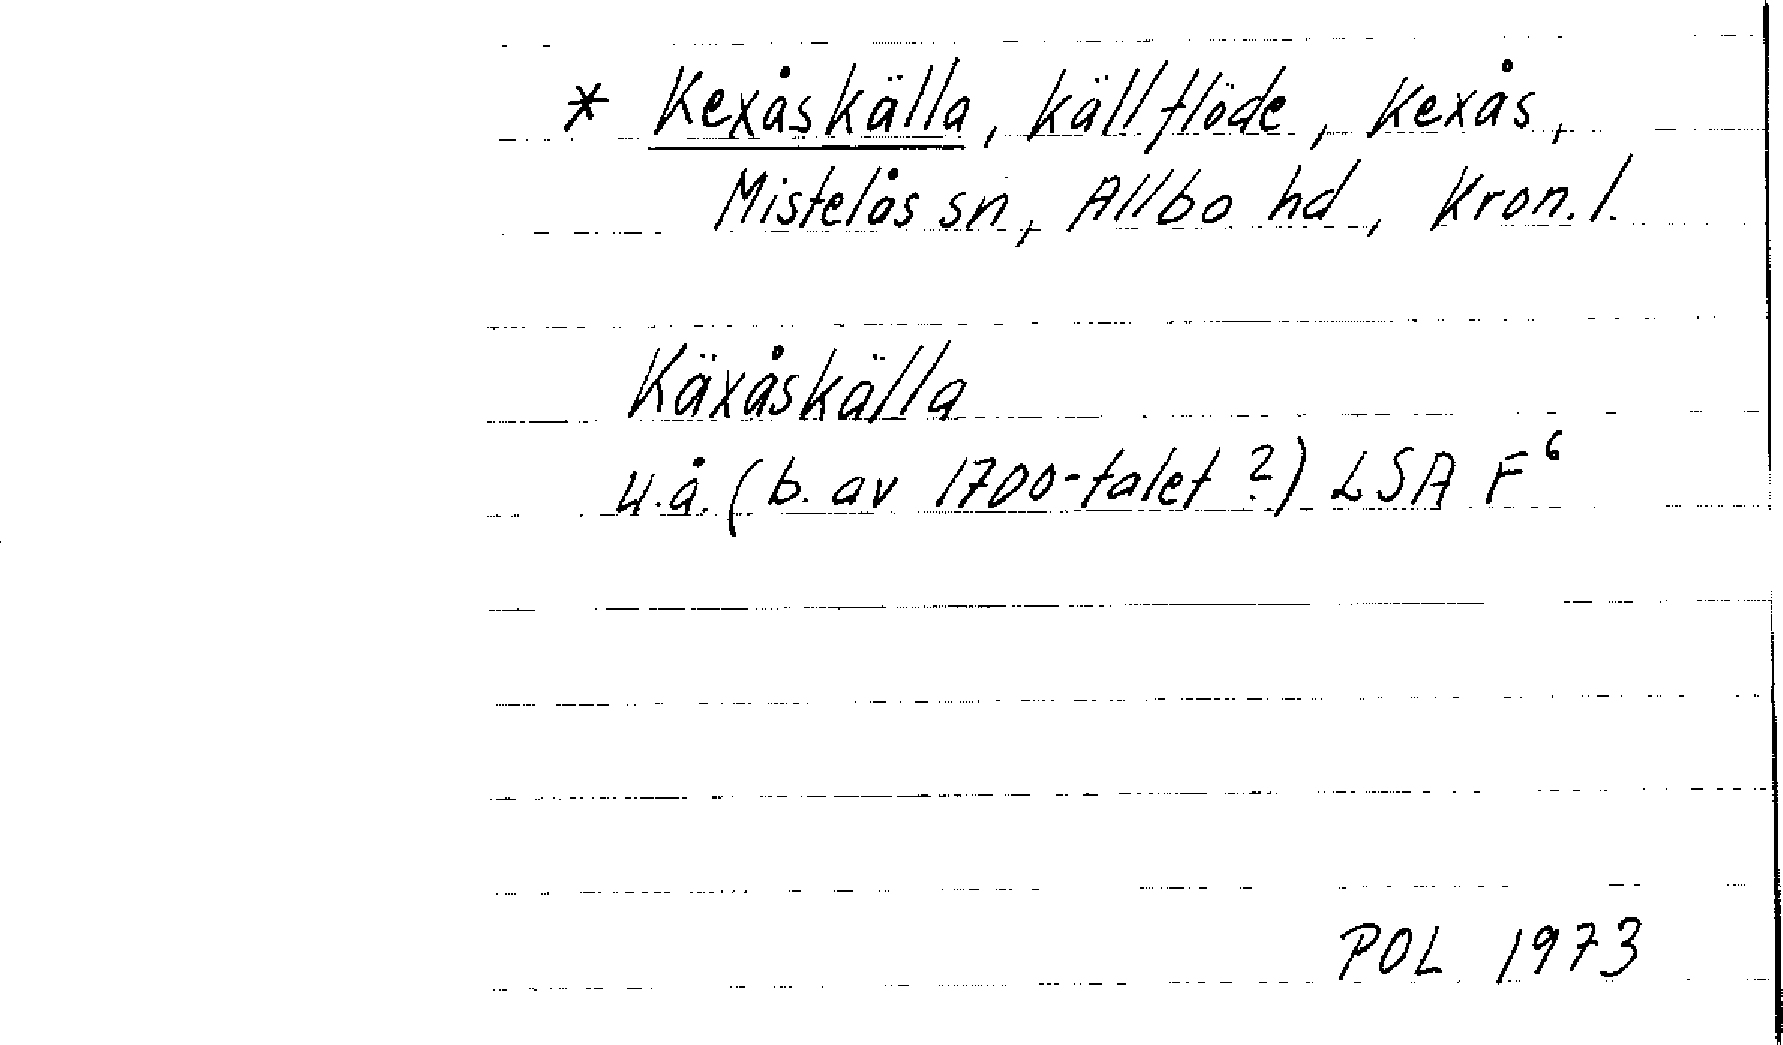 * Kexåskälla, källflöde, Kexås,
Mistelås sn, Allbo hd, Kron.l.
Käxåskälla
u.å. (b. av 1700-talet?) LSA F⁶
POL 1973